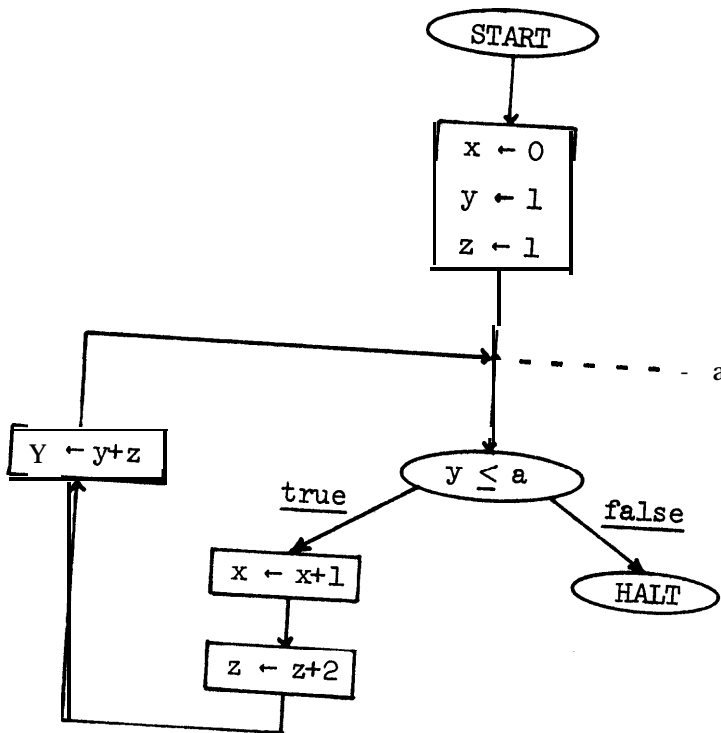 START
x ← 0
y ← 1
z ← 1
- a
Y ← y+z
y ≤ a
true
false
x ← x+1
HALT
z ← z+2